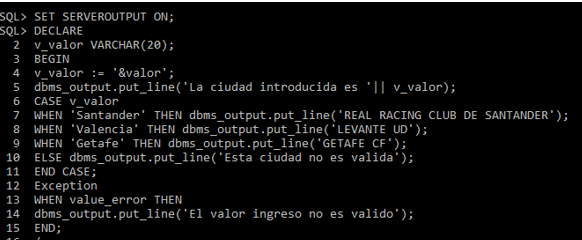 SQL> SET SERVEROUTPUT ON;
SQL> DECLARE
2 v_valor VARCHAR(20);
3 BEGIN
4 v_valor := '&valor';
5 dbms_output.put_line('La ciudad introducida es '|| v_valor);
6 CASE v_valor
7 WHEN 'Santander' THEN dbms_output.put_line('REAL RACING CLUB DE SANTANDER');
8 WHEN 'Valencia' THEN dbms_output.put_line('LEVANTE UD');
9 WHEN 'Getafe' THEN dbms_output.put_line('GETAFE CF');
10 ELSE dbms_output.put_line('Esta ciudad no es valida');
11 END CASE;
12 Exception
13 WHEN value_error THEN
14 dbms_output.put_line('El valor ingreso no es valido');
15 END;